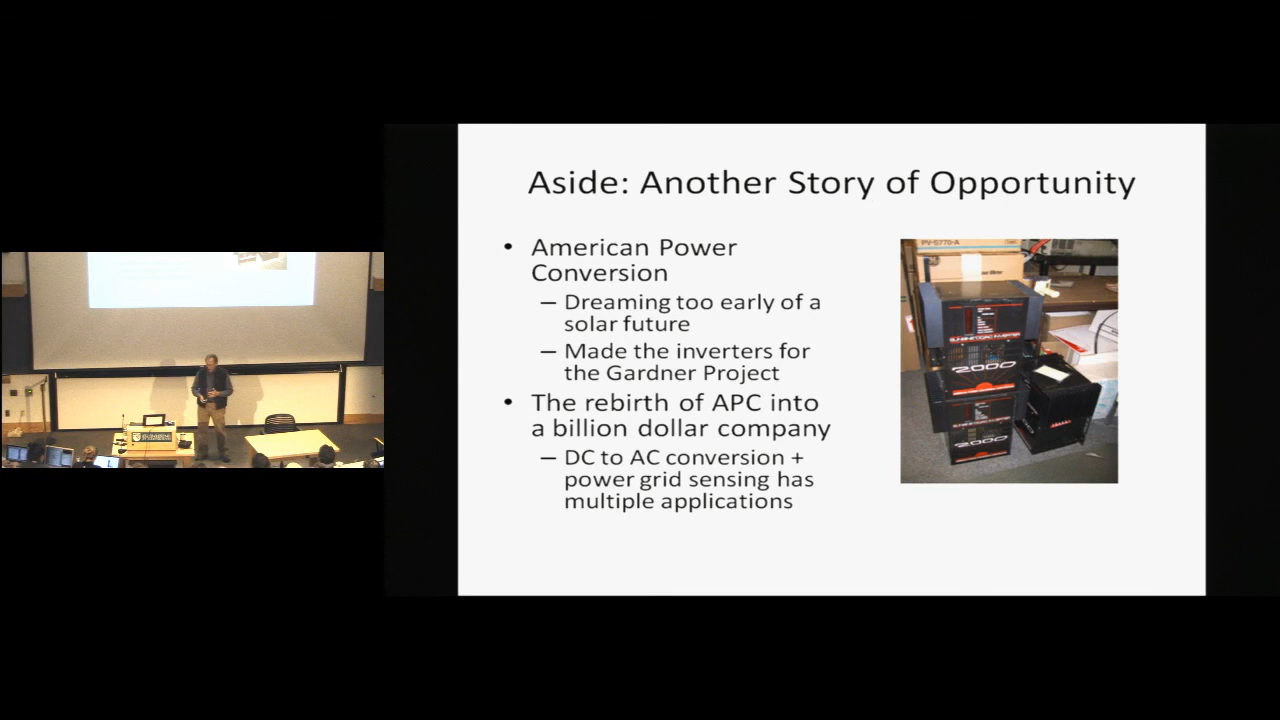 Aside: Another Story of Opportunity
• American Power
Conversion
– Dreaming too early of a
solar future
– Made the inverters for
the Gardner Project
• The rebirth of APC into
a billion dollar company
– DC to AC conversion +
power grid sensing has
multiple applications
PV-S770-A
2000
2000